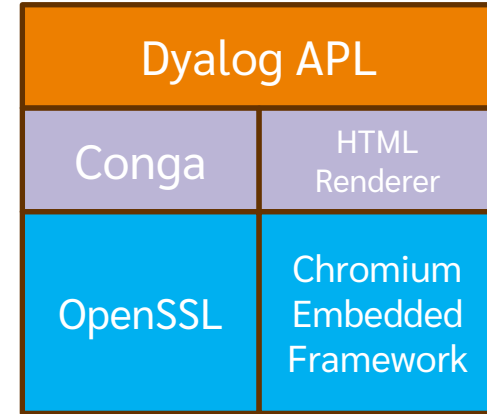 Dyalog APL
Conga
HTML
Renderer
OpenSSL
Chromium
Embedded
Framework